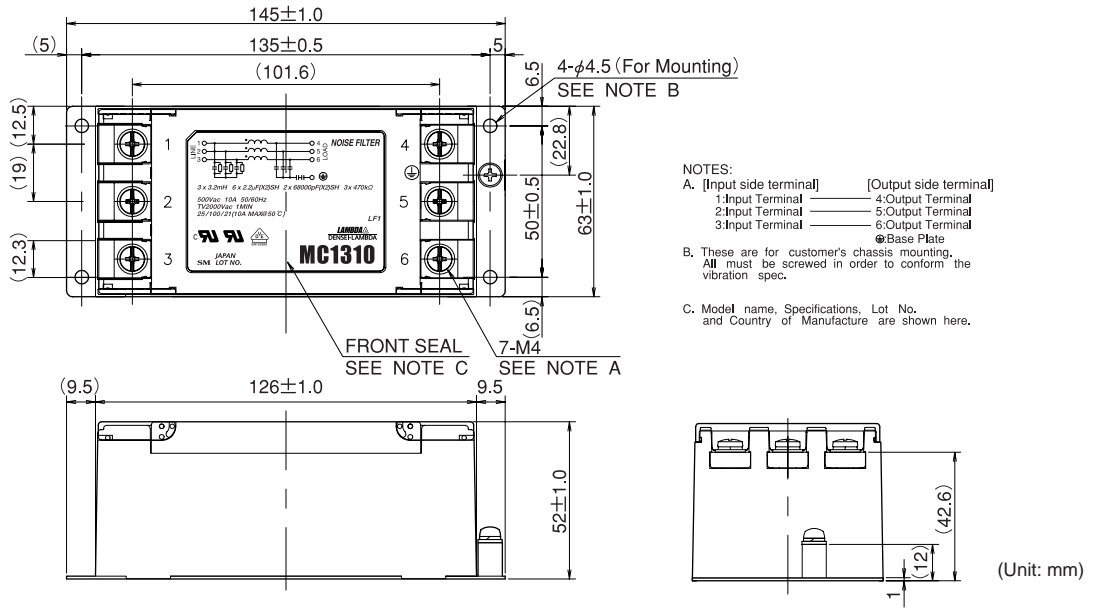 145±1.0
(5)
135±0.5
5
(101.6)
6.5
4-φ4.5 (For Mounting)
SEE NOTE B
(12.5)
(19)
(12.3)
1
2
3
4
5
6
LINE
1
2
3
4
5
6
LOAD
NOISE FILTER
3 x 3.2mH 6 x 2.2μF(X2)SH 2 x 68000pF(X2)SH 3 x 470kΩ
500Vac 10A 50/60Hz
TV2000Vac 1MIN
25/100/21(10A MAX@50℃)
LF1
LAMBDA
DENSEI-LAMBDA
JAPAN
SM LOT NO.
MC1310
(22.8)
50±0.5
63±1.0
(6.5)
FRONT SEAL
SEE NOTE C
7-M4
SEE NOTE A
NOTES:
A. [Input side terminal] [Output side terminal]
1:Input Terminal 4:Output Terminal
2:Input Terminal 5:Output Terminal
3:Input Terminal 6:Output Terminal
:Base Plate
B. These are for customer's chassis mounting.
All must be screwed in order to conform the
vibration spec.
C. Model name, Specifications, Lot No.
and Country of Manufacture are shown here.
(9.5)
126±1.0
9.5
52±1.0
(42.6)
(12)
1
(Unit: mm)